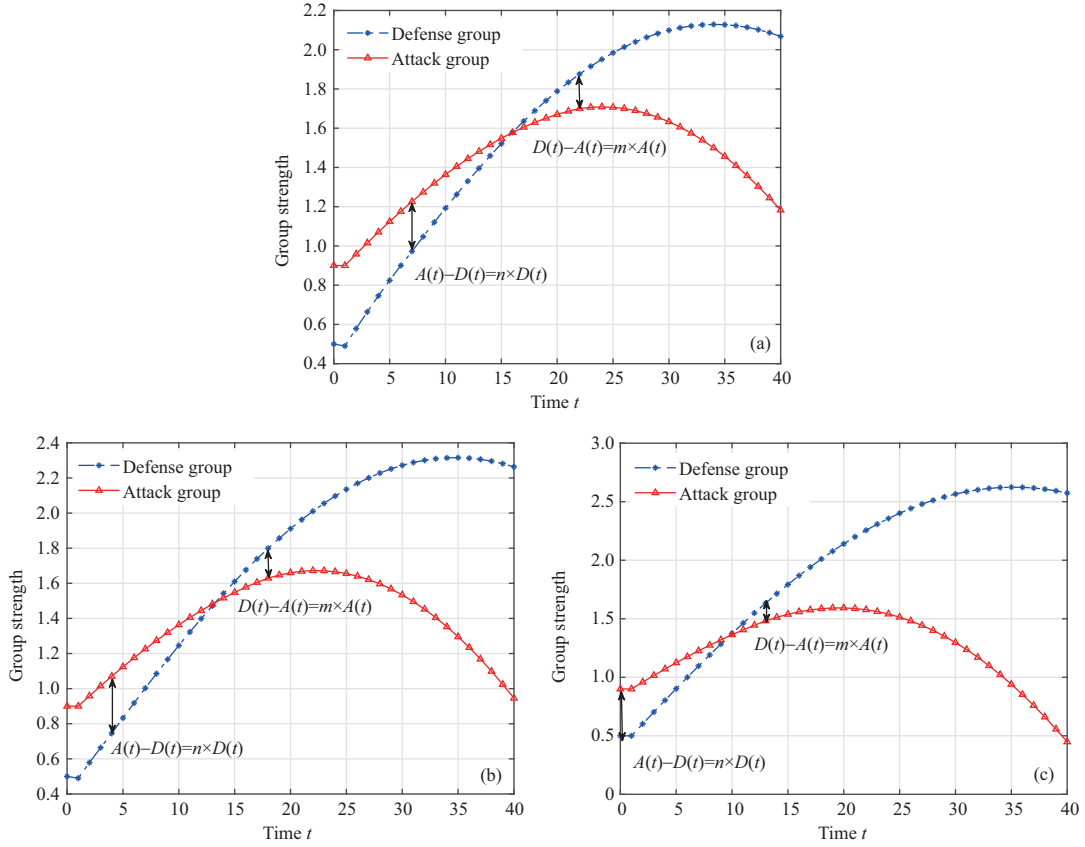 2.2
2.0
1.8
1.6
1.4
1.2
1.0
0.8
0.6
0.4
Group strength
Defense group
Attack group
D(t)−A(t)=m×A(t)
A(t)−D(t)=n×D(t)
(a)
0 5 10 15 20 25 30 35 40
Time t
2.4
2.2
2.0
1.8
1.6
1.4
1.2
1.0
0.8
0.6
0.4
Group strength
Defense group
Attack group
D(t)−A(t)=m×A(t)
A(t)−D(t)=n×D(t)
(b)
0 5 10 15 20 25 30 35 40
Time t
3.0
2.5
2.0
1.5
1.0
0.5
0
Group strength
Defense group
Attack group
D(t)−A(t)=m×A(t)
A(t)−D(t)=n×D(t)
(c)
0 5 10 15 20 25 30 35 40
Time t